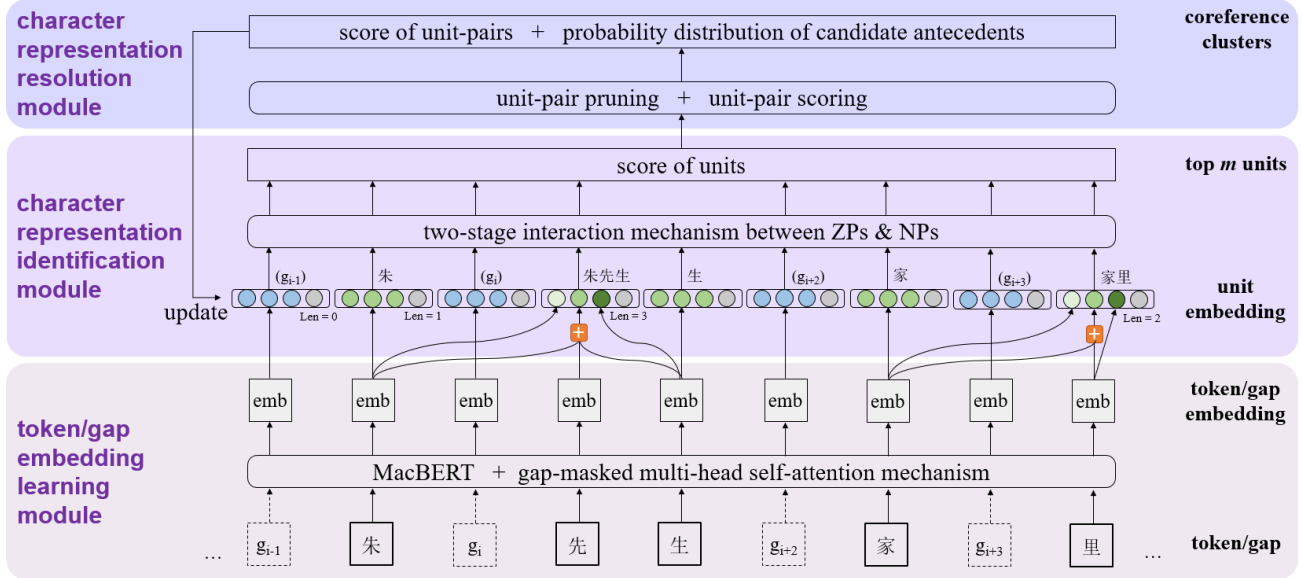 character
representation
resolution
module
score of unit-pairs + probability distribution of candidate antecedents
coreference
clusters
unit-pair pruning + unit-pair scoring
character
representation
identification
module
score of units
top m units
two-stage interaction mechanism between ZPs & NPs
(gi-1) 朱 (gi) 朱先生 生 (gi+2) 家 (gi+3) 家里
update
Len = 0 Len = 1 Len = 3 Len = 2
unit
embedding
+ +
token/gap
embedding
learning
module
emb emb emb emb emb emb emb emb emb
token/gap
embedding
MacBERT + gap-masked multi-head self-attention mechanism
... gi-1 朱 gi 先 生 gi+2 家 gi+3 里 ...
token/gap